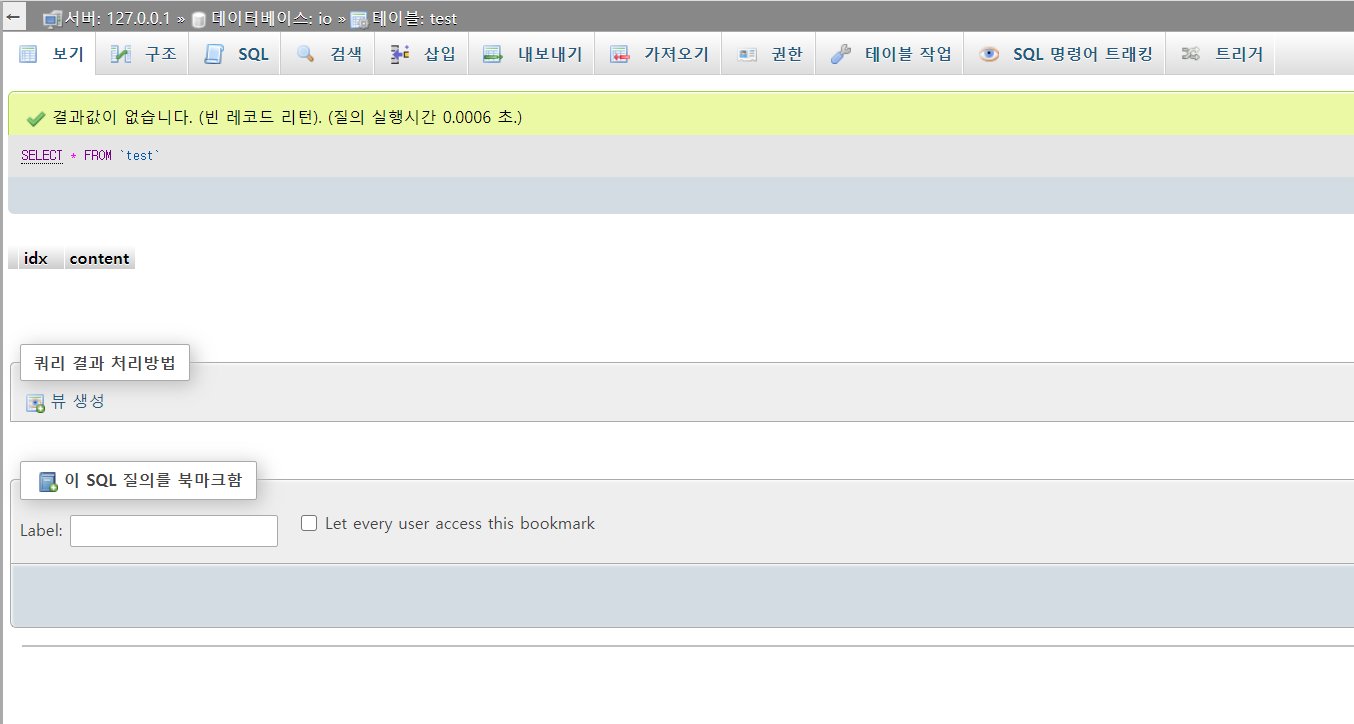 서버: 127.0.0.1 » 데이터베이스: io » 테이블: test
보기 구조 SQL 검색 삽입 내보내기 가져오기 권한 테이블 작업 SQL 명령어 트래킹 트리거
결과값이 없습니다. (빈 레코드 리턴). (질의 실행시간 0.0006 초.)
SELECT * FROM `test`
idx content
쿼리 결과 처리방법
뷰 생성
이 SQL 질의를 북마크함
Label: Let every user access this bookmark